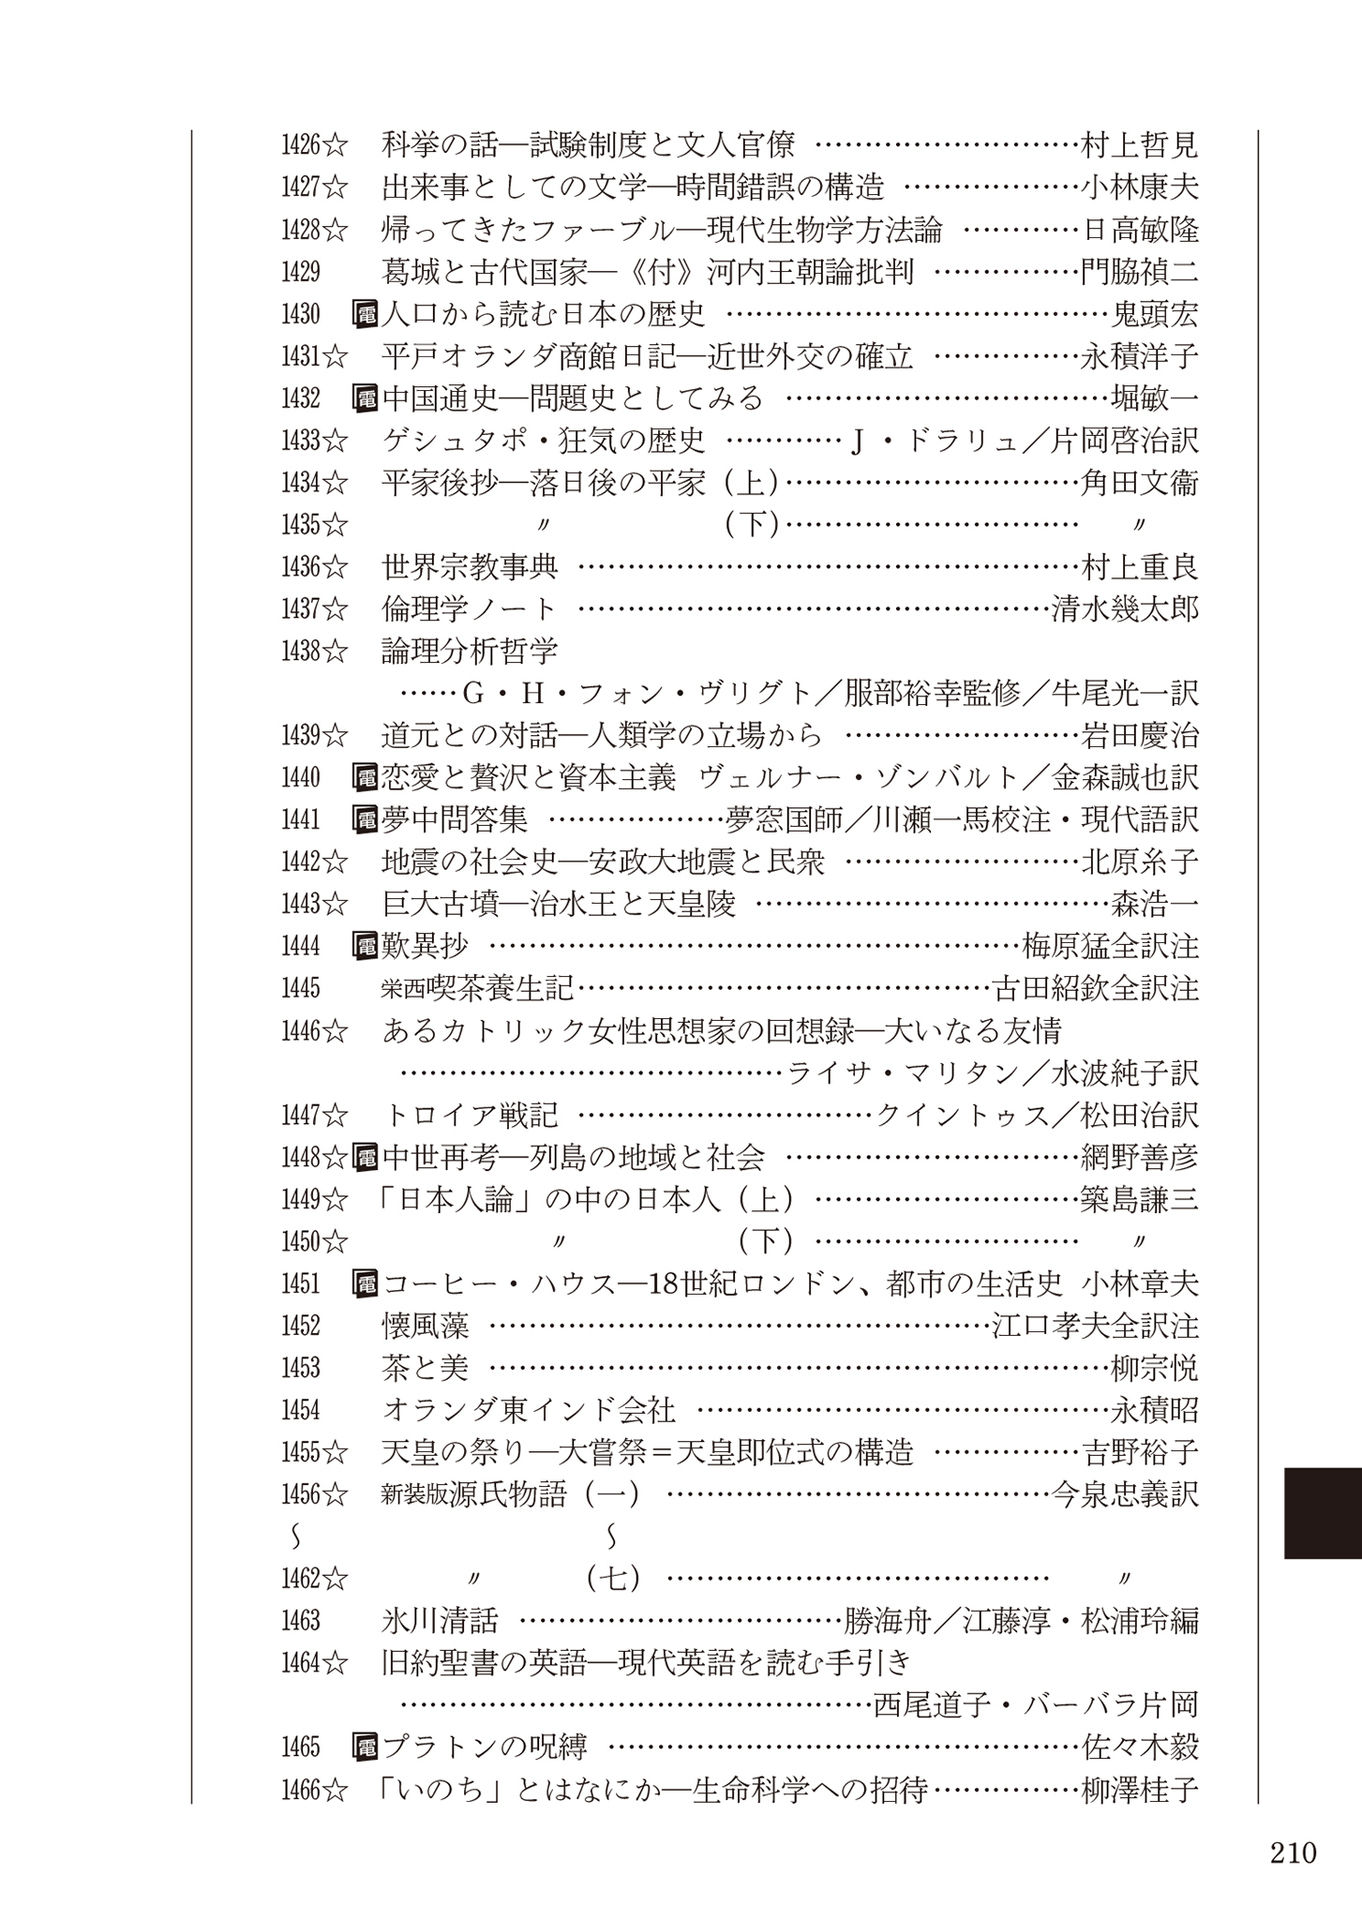 1426☆ 科挙の話―試験制度と文人官僚 ………………………村上哲見
1427☆ 出来事としての文学―時間錯誤の構造 ………………小林康夫
1428☆ 帰ってきたファーブル―現代生物学方法論 …………日高敏隆
1429 葛城と古代国家―《付》河内王朝論批判 ……………門脇禎二
1430 電人口から読む日本の歴史 …………………………………鬼頭宏
1431☆ 平戸オランダ商館日記―近世外交の確立 ……………永積洋子
1432 電中国通史―問題史としてみる ……………………………堀敏一
1433☆ ゲシュタポ・狂気の歴史 …………J・ドラリュ／片岡啓治訳
1434☆ 平家後抄―落日後の平家（上）…………………………角田文衞
1435☆ 〃 （下）………………………… 〃
1436☆ 世界宗教事典 ……………………………………………村上重良
1437☆ 倫理学ノート …………………………………………清水幾太郎
1438☆ 論理分析哲学
……G・H・フォン・ヴリグト／服部裕幸監修／牛尾光一訳
1439☆ 道元との対話―人類学の立場から ……………………岩田慶治
1440 電恋愛と贅沢と資本主義 ヴェルナー・ゾンバルト／金森誠也訳
1441 電夢中問答集 ………………夢窓国師／川瀬一馬校注・現代語訳
1442☆ 地震の社会史―安政大地震と民衆 ……………………北原糸子
1443☆ 巨大古墳―治水王と天皇陵 ………………………………森浩一
1444 電歎異抄 ………………………………………………梅原猛全訳注
1445 栄西喫茶養生記……………………………………古田紹欽全訳注
1446☆ あるカトリック女性思想家の回想録―大いなる友情
…………………………………ライサ・マリタン／水波純子訳
1447☆ トロイア戦記 …………………………クイントゥス／松田治訳
1448☆電中世再考―列島の地域と社会 …………………………網野善彦
1449☆ 「日本人論」の中の日本人（上）………………………築島謙三
1450☆ 〃 （下）……………………… 〃
1451 電コーヒー・ハウス―18世紀ロンドン、都市の生活史 小林章夫
1452 懐風藻 ……………………………………………江口孝夫全訳注
1453 茶と美 ………………………………………………………柳宗悦
1454 オランダ東インド会社 ……………………………………永積昭
1455☆ 天皇の祭り―大嘗祭＝天皇即位式の構造 ……………吉野裕子
1456☆ 新装版源氏物語（一）…………………………………今泉忠義訳
〜 〜
1462☆ 〃 （七）………………………………… 〃
1463 氷川清話 ……………………………勝海舟／江藤淳・松浦玲編
1464☆ 旧約聖書の英語―現代英語を読む手引き
…………………………………………西尾道子・バーバラ片岡
1465 電プラトンの呪縛 …………………………………………佐々木毅
1466☆ 「いのち」とはなにか―生命科学への招待……………柳澤桂子
210